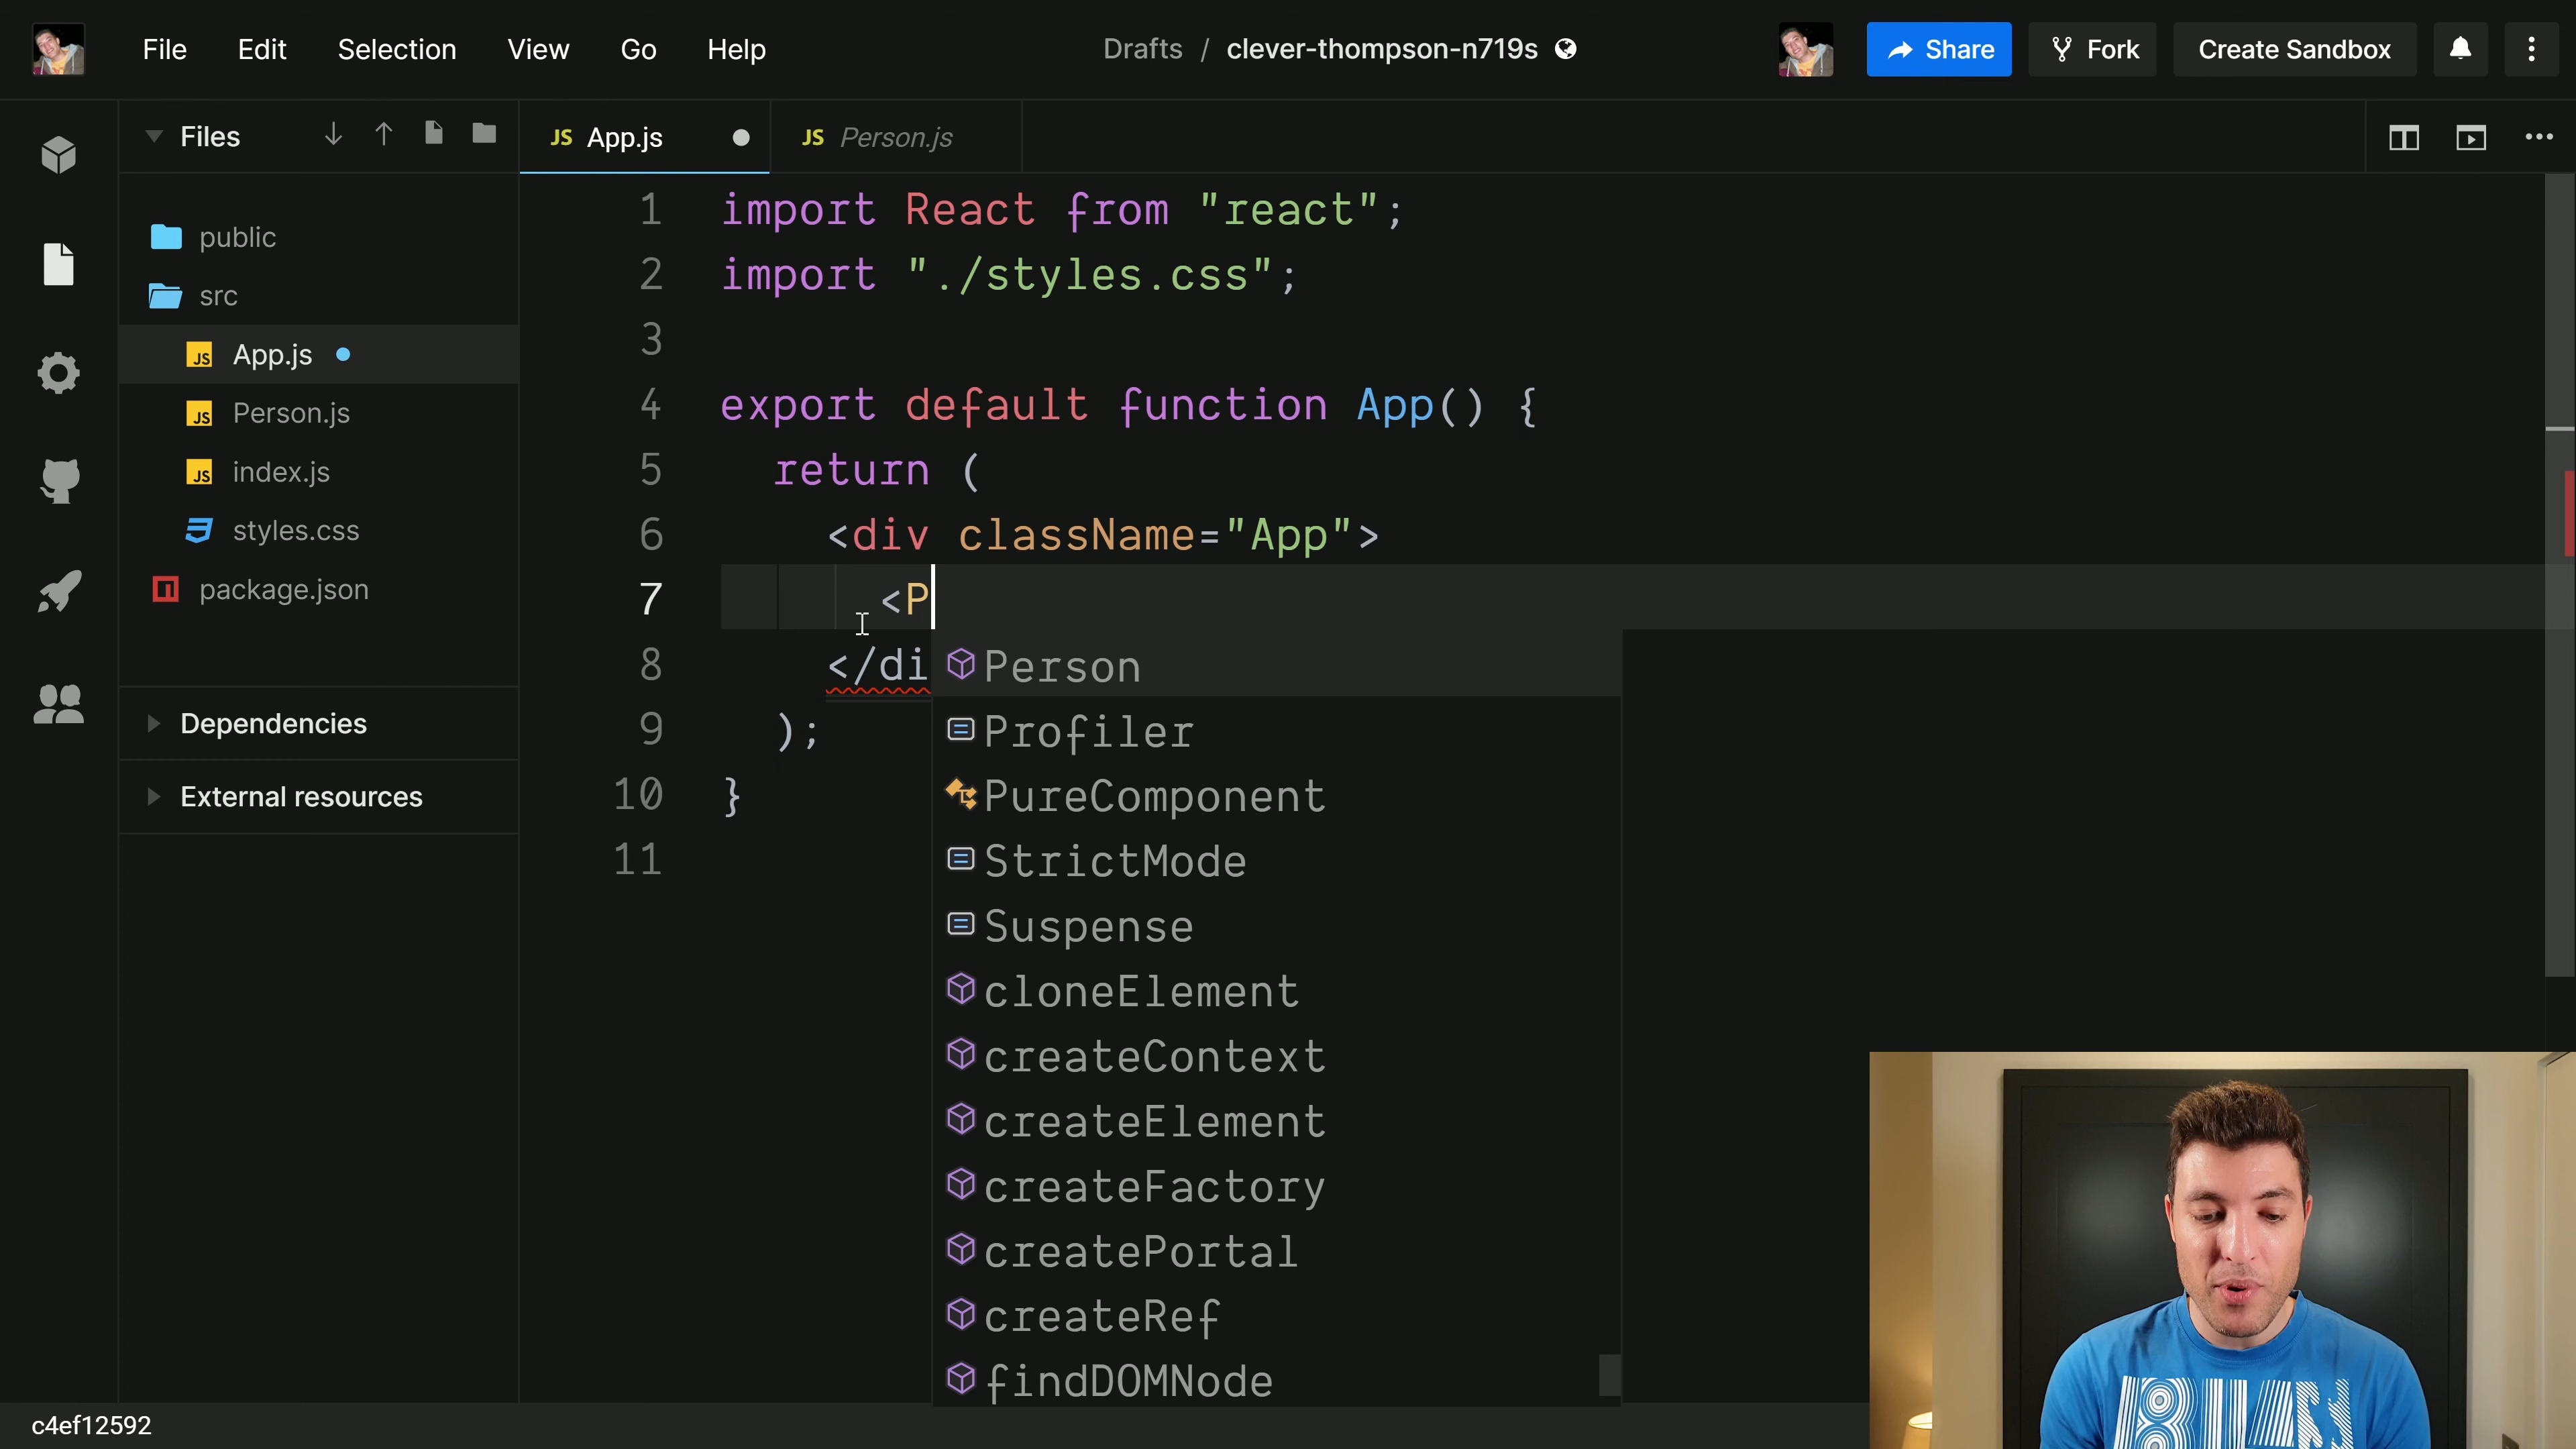 File Edit Selection View Go Help Drafts / clever-thompson-n719s Share Fork Create Sandbox
Files
JS App.js
JS Person.js
public
src
JS App.js
JS Person.js
JS index.js
styles.css
package.json
Dependencies
External resources
1 import React from "react";
2 import "./styles.css";
3
4 export default function App() {
5 return (
6 <div className="App">
7 <P
8 </di
9 );
10 }
11
Person
Profiler
PureComponent
StrictMode
Suspense
cloneElement
createContext
createElement
createFactory
createPortal
createRef
findDOMNode
c4ef12592